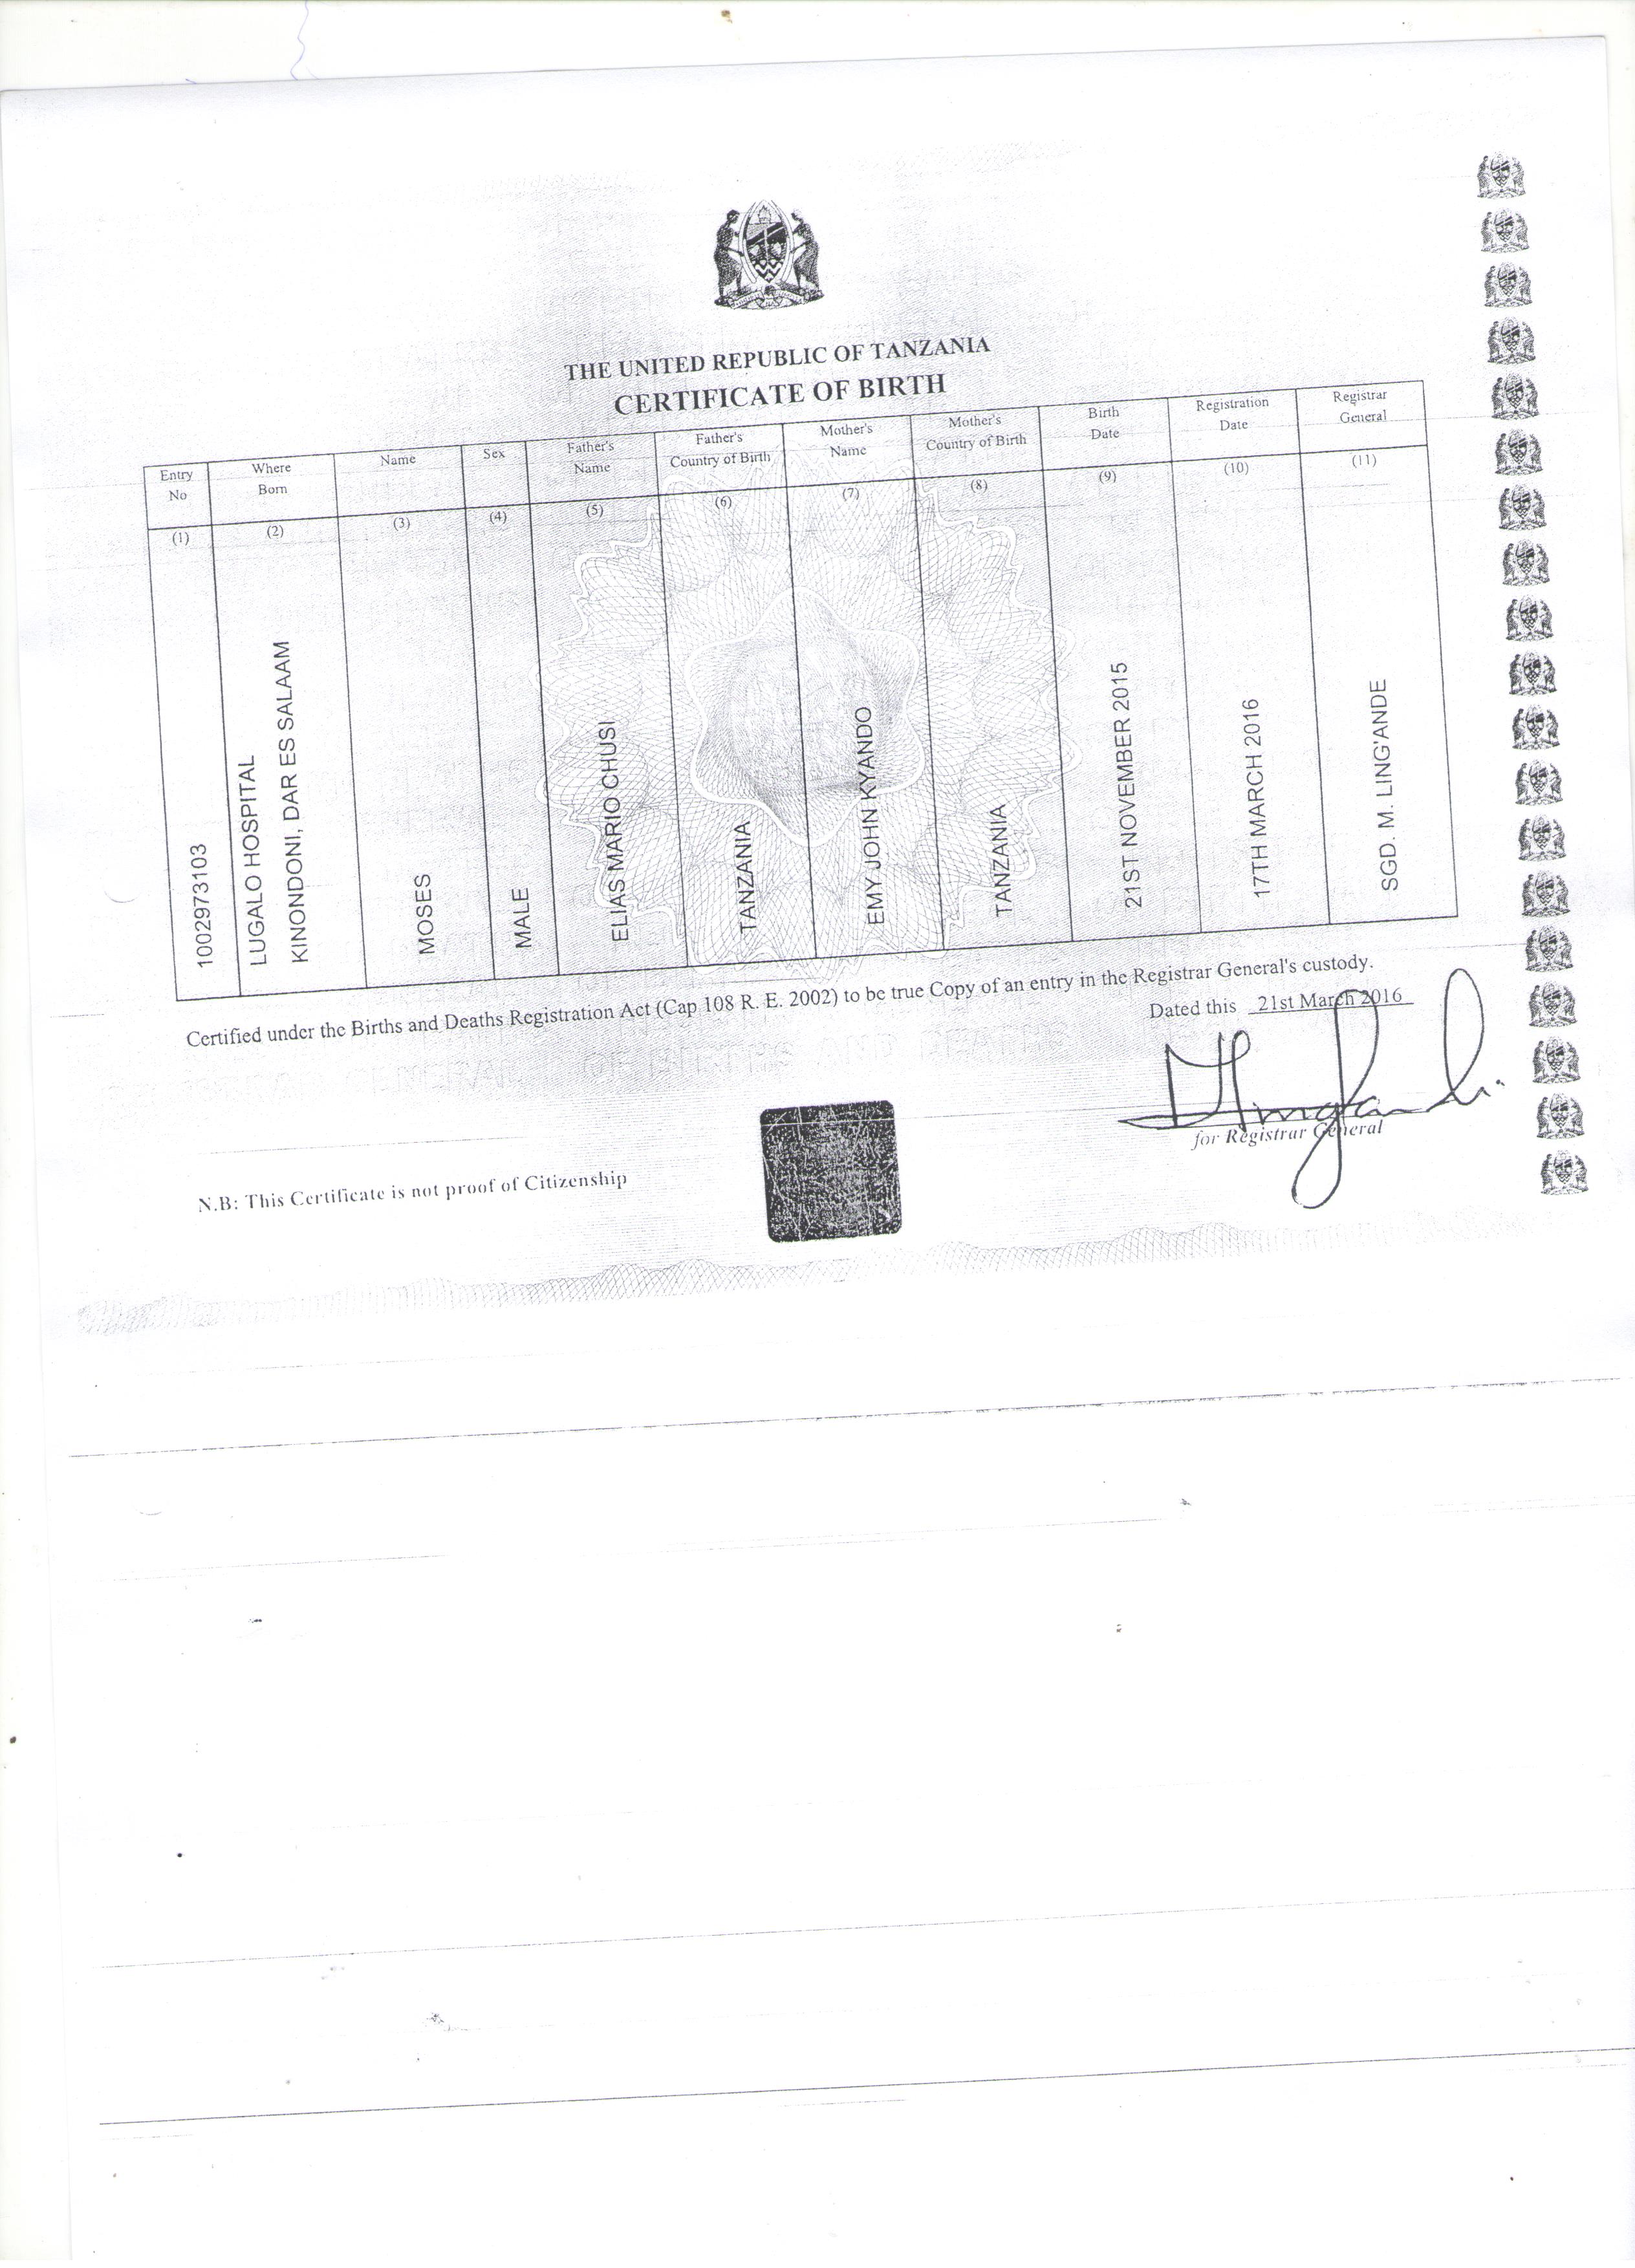 THE UNITED REPUBLIC OF TANZANIA
CERTIFICATE OF BIRTH
Entry No
Where Born
Name
Sex
Father's Name
Father's Country of Birth
Mother's Name
Mother's Country of Birth
Birth Date
Registration Date
Registrar General
(1)
(2)
(3)
(4)
(5)
(6)
(7)
(8)
(9)
(10)
(11)
1002973103
LUGALO HOSPITAL
KINONDONI, DAR ES SALAAM
MOSES
MALE
ELIAS MARIO CHUSI
TANZANIA
EMY JOHN KYANDO
TANZANIA
21ST NOVEMBER 2015
17TH MARCH 2016
SGD. M. LING'ANDE
Certified under the Births and Deaths Registration Act (Cap 108 R. E. 2002) to be true Copy of an entry in the Registrar General's custody.
Dated this 21st March 2016
for Registrar General
N.B: This Certificate is not proof of Citizenship